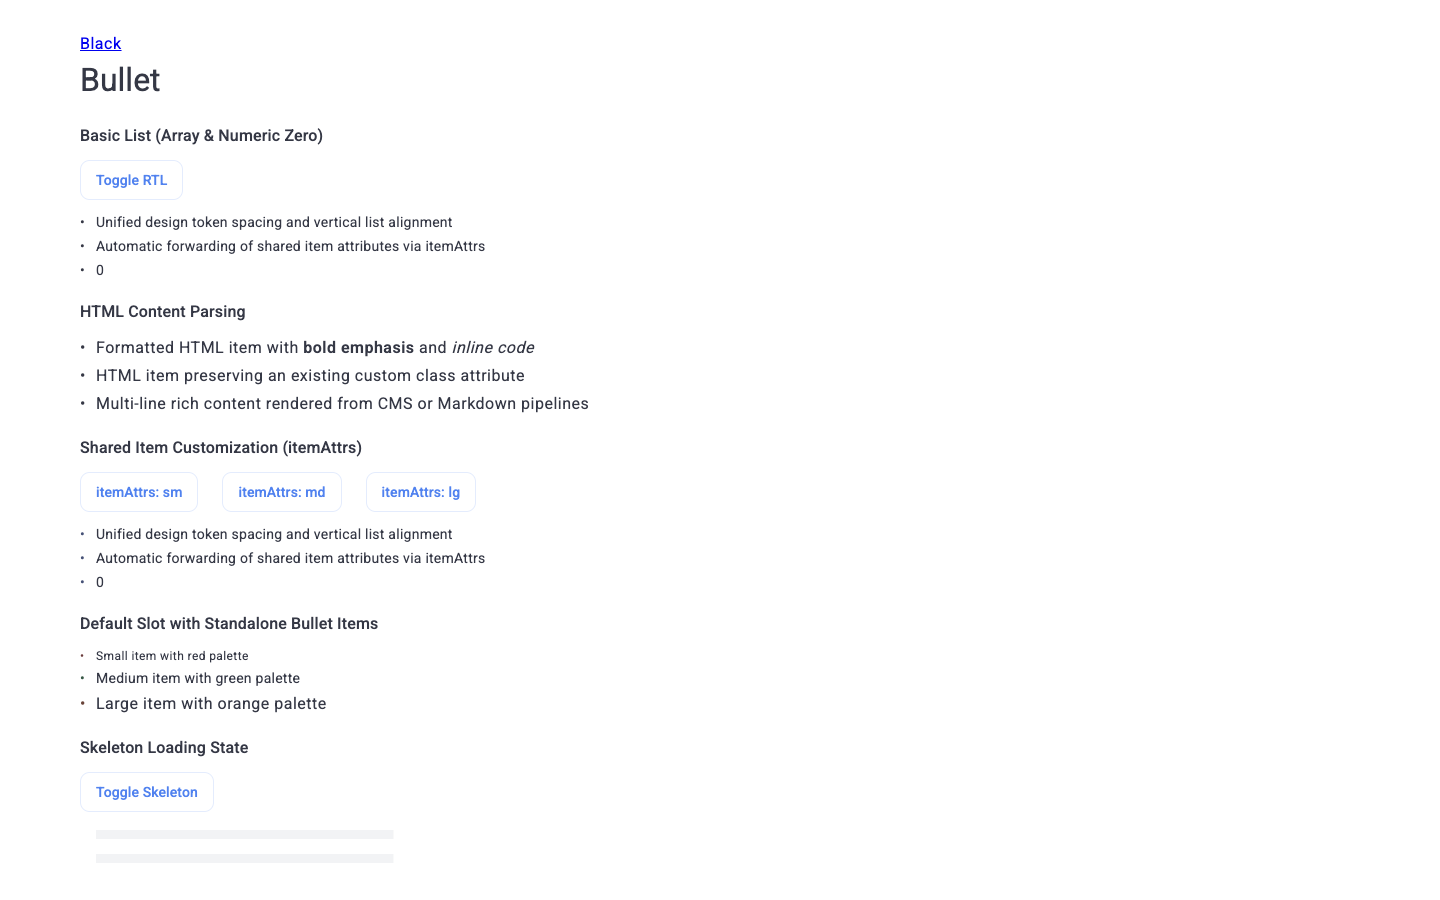 Black
Bullet
Basic List (Array & Numeric Zero)
Toggle RTL
• Unified design token spacing and vertical list alignment
• Automatic forwarding of shared item attributes via itemAttrs
• 0
HTML Content Parsing
• Formatted HTML item with bold emphasis and inline code
• HTML item preserving an existing custom class attribute
• Multi-line rich content rendered from CMS or Markdown pipelines
Shared Item Customization (itemAttrs)
itemAttrs: sm itemAttrs: md itemAttrs: lg
• Unified design token spacing and vertical list alignment
• Automatic forwarding of shared item attributes via itemAttrs
• 0
Default Slot with Standalone Bullet Items
• Small item with red palette
• Medium item with green palette
• Large item with orange palette
Skeleton Loading State
Toggle Skeleton